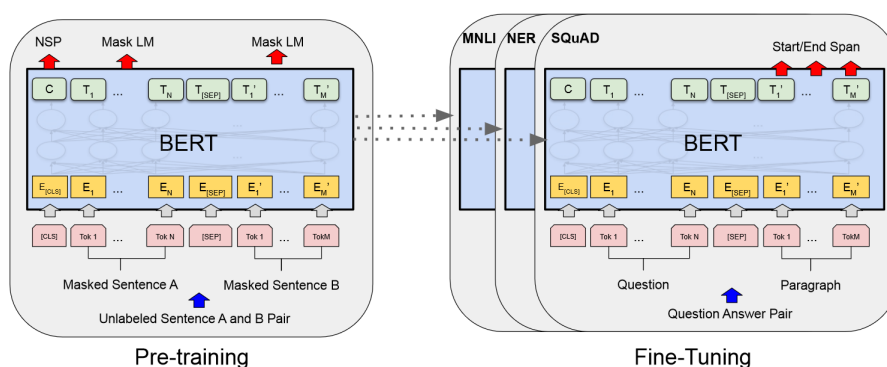 NSP Mask LM Mask LM
C T1 ... TN T[SEP] T1' ... TM'
BERT
E[CLS] E1 ... EN E[SEP] E1' ... EM'
[CLS] Tok 1 ... Tok N [SEP] Tok 1 ... TokM
Masked Sentence A Masked Sentence B
Unlabeled Sentence A and B Pair
Pre-training
MNLI NER SQuAD
Start/End Span
C T1 ... TN T[SEP] T1' ... TM'
BERT
E[CLS] E1 ... EN E[SEP] E1' ... EM'
[CLS] Tok 1 ... Tok N [SEP] Tok 1 ... TokM
Question Paragraph
Question Answer Pair
Fine-Tuning